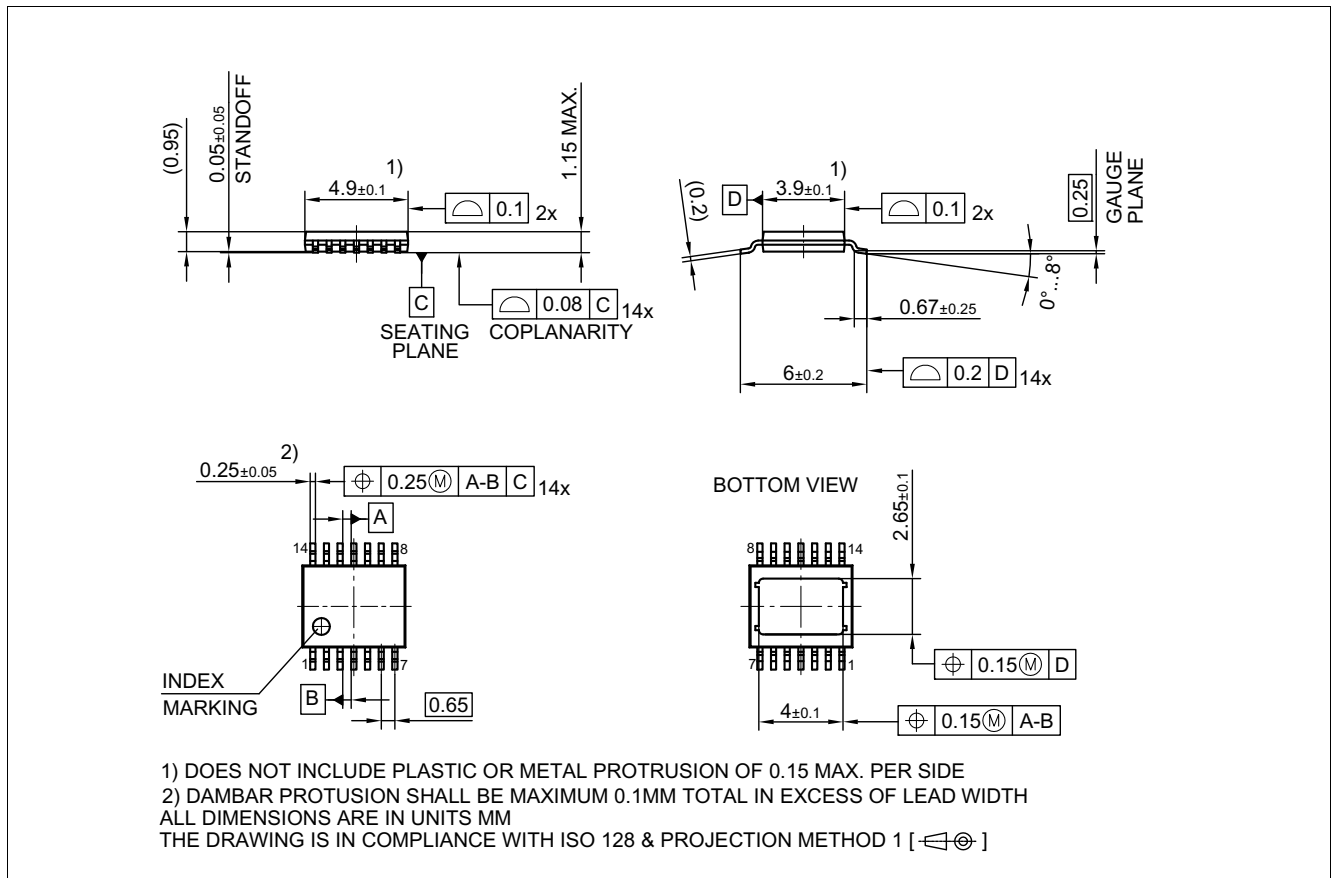 (0.95)
0.05±0.05
STANDOFF
1)
4.9±0.1
0.1 2x
1.15 MAX.
C
SEATING
PLANE
0.08 C 14x
COPLANARITY
(0.2)
D
1)
3.9±0.1
0.1 2x
0.25
GAUGE
PLANE
0°...8°
0.67±0.25
6±0.2
0.2 D 14x
2)
0.25±0.05
0.25Ⓜ A-B C 14x
A
14 8
1 7
INDEX
MARKING
B
0.65
BOTTOM VIEW
2.65±0.1
8 14
7 1
0.15Ⓜ D
4±0.1
0.15Ⓜ A-B
1) DOES NOT INCLUDE PLASTIC OR METAL PROTRUSION OF 0.15 MAX. PER SIDE
2) DAMBAR PROTUSION SHALL BE MAXIMUM 0.1MM TOTAL IN EXCESS OF LEAD WIDTH
ALL DIMENSIONS ARE IN UNITS MM
THE DRAWING IS IN COMPLIANCE WITH ISO 128 & PROJECTION METHOD 1 [ ]